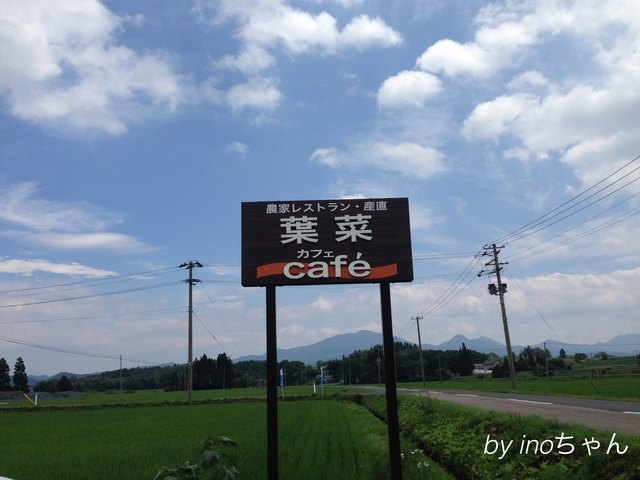 農家レストラン・産直
葉菜
カフェ
café
by inoちゃん